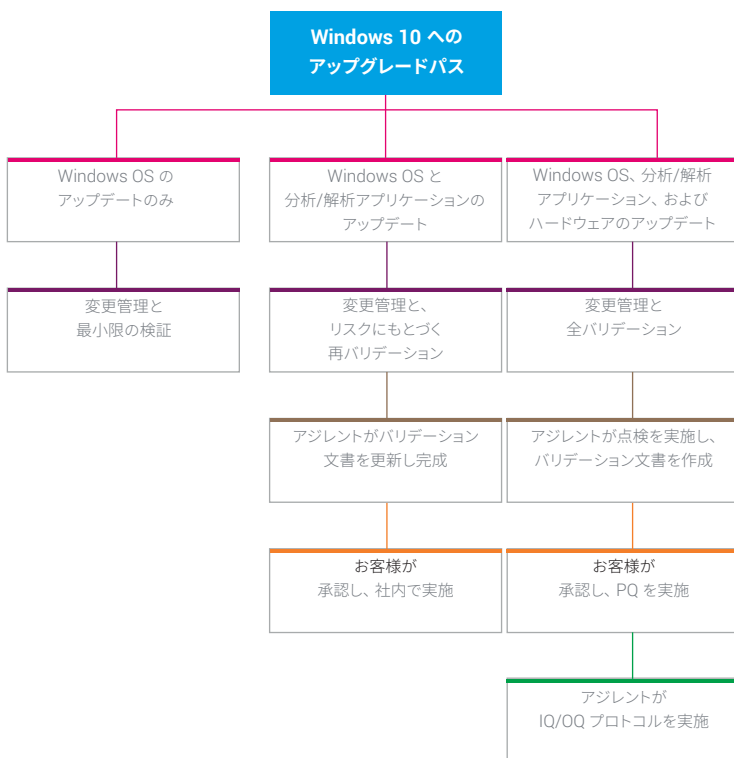 Windows 10 への
アップグレードパス
Windows OS の
アップデートのみ
Windows OS と
分析/解析アプリケーションの
アップデート
Windows OS、分析/解析
アプリケーション、および
ハードウェアのアップデート
変更管理と
最小限の検証
変更管理と、
リスクにもとづく
再バリデーション
変更管理と
全バリデーション
アジレントがバリデーション
文書を更新し完成
アジレントが点検を実施し、
バリデーション文書を作成
お客様が
承認し、社内で実施
お客様が
承認し、PQ を実施
アジレントが
IQ/OQ プロトコルを実施